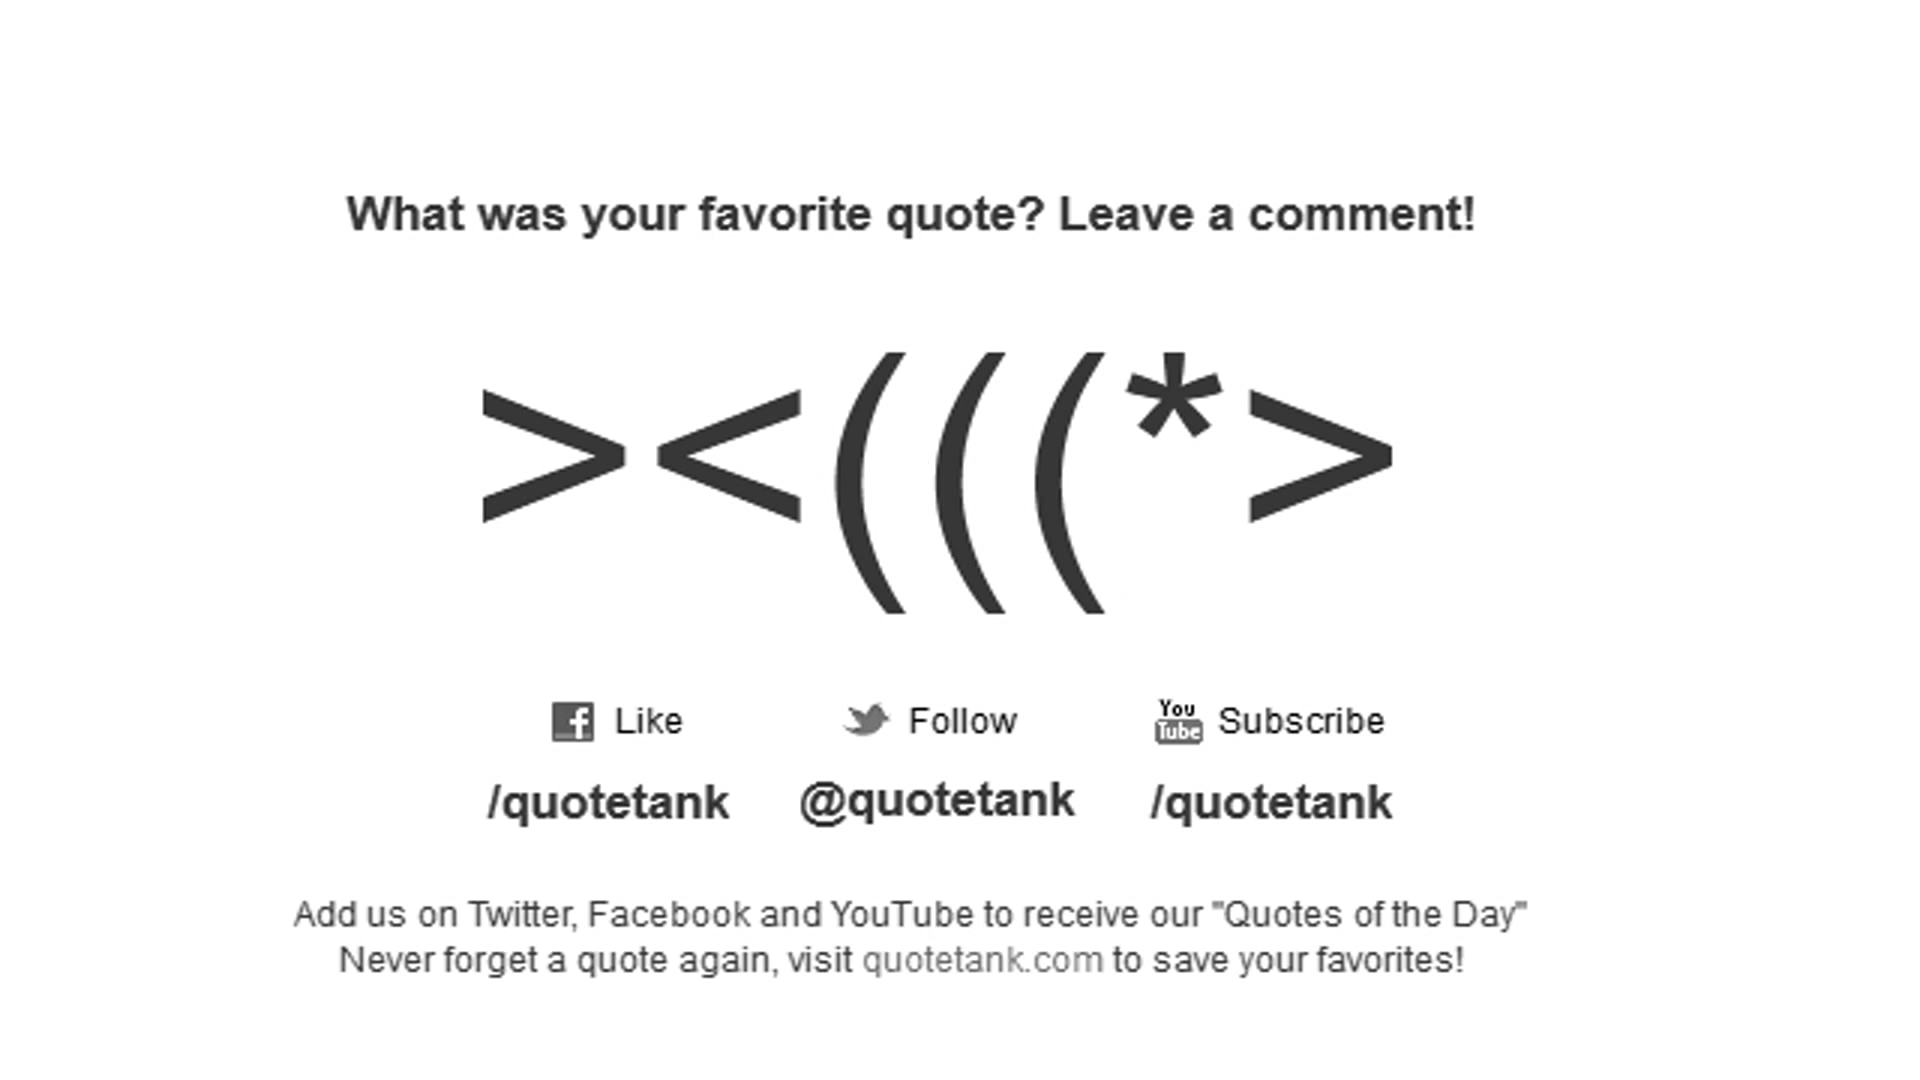 What was your favorite quote? Leave a comment!
><(((*>
f Like Follow You Tube Subscribe
/quotetank @quotetank /quotetank
Add us on Twitter, Facebook and YouTube to receive our "Quotes of the Day"
Never forget a quote again, visit quotetank.com to save your favorites!